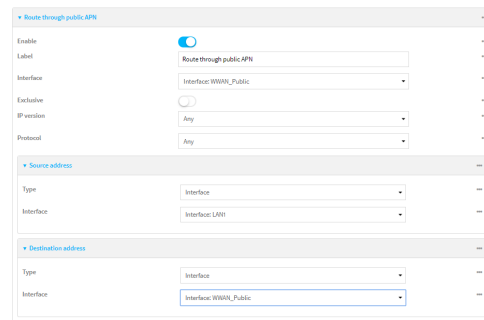 Route through public APN
Enable
Label Route through public APN
Interface Interface: WWAN_Public
Exclusive
IP version Any
Protocol Any
Source address
Type Interface
Interface Interface: LAN1
Destination address
Type Interface
Interface Interface: WWAN_Public